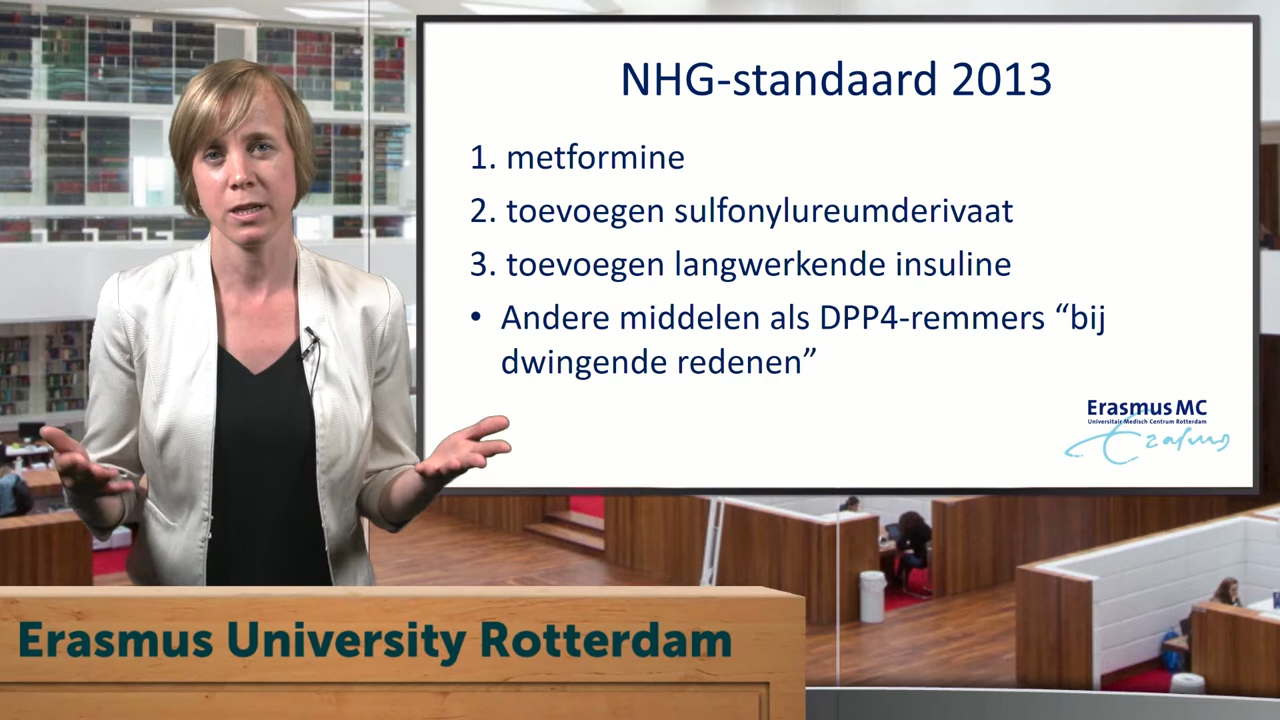 NHG-standaard 2013
1. metformine
2. toevoegen sulfonylureumderivaat
3. toevoegen langwerkende insuline
• Andere middelen als DPP4-remmers “bij
dwingende redenen”
Erasmus MC
Universitair Medisch Centrum Rotterdam
Erasmus
Erasmus University Rotterdam